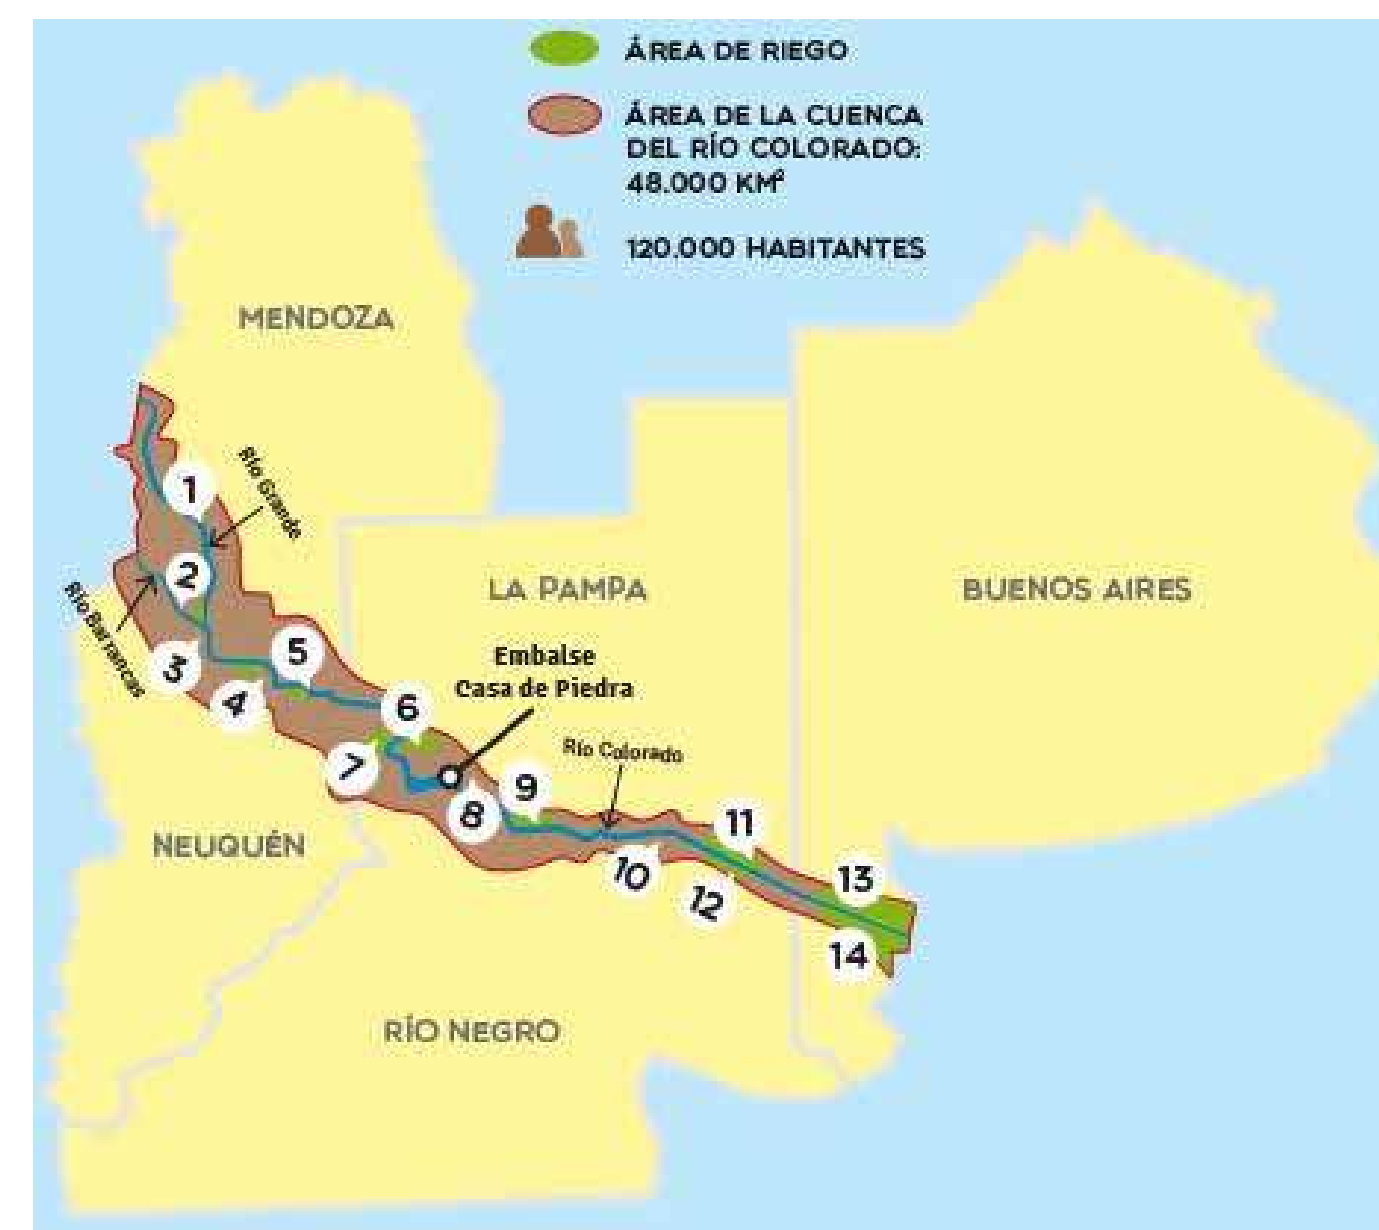 ÁREA DE RIEGO
ÁREA DE LA CUENCA
DEL RÍO COLORADO:
48.000 KM²
120.000 HABITANTES
MENDOZA
Río Grande
1
2
Río Barrancas
LA PAMPA
BUENOS AIRES
3
4
5
Embalse
Casa de Piedra
6
7
Río Colorado
8
9
10
11
12
13
14
NEUQUÉN
RÍO NEGRO